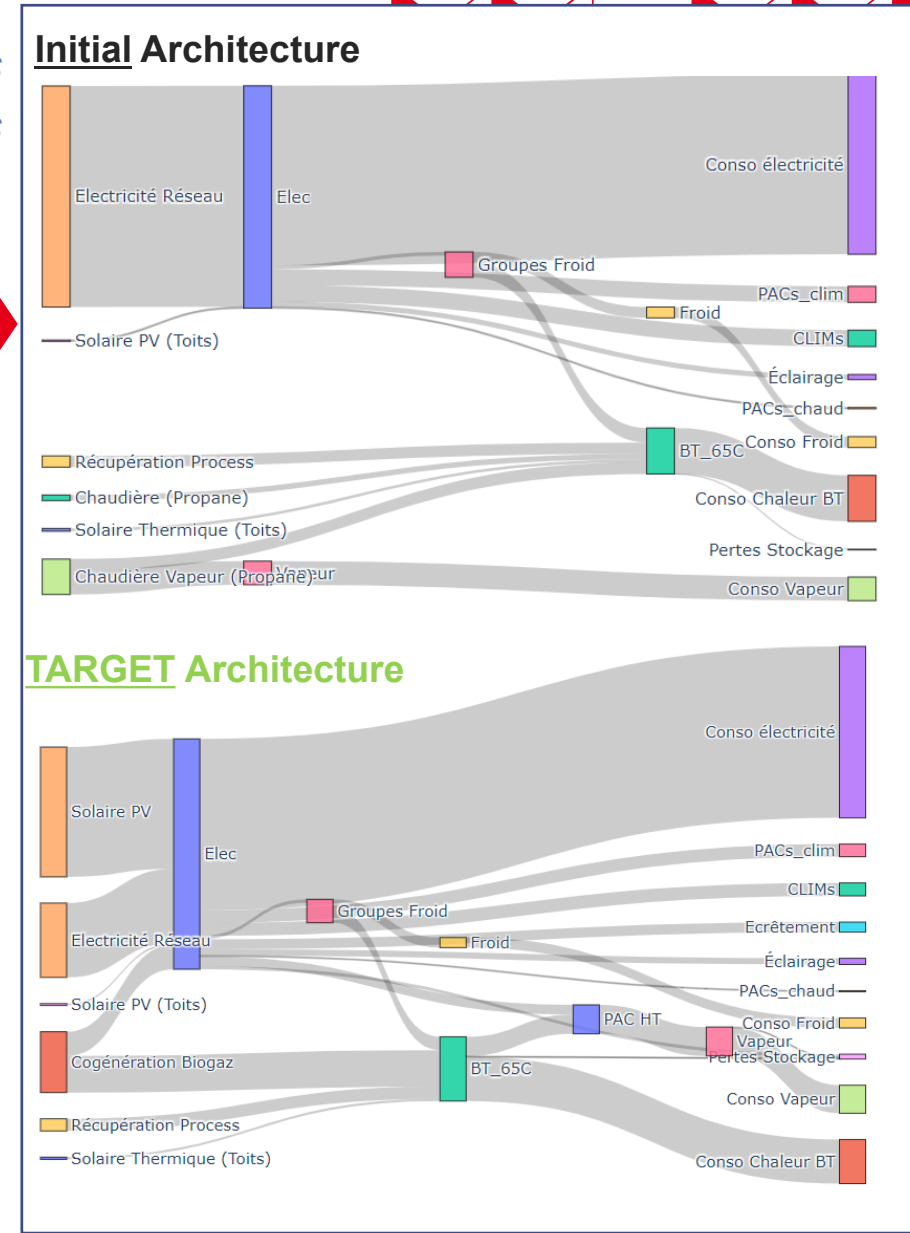 Initial Architecture
Conso électricité
Electricité Réseau
Elec
Groupes Froid
PACs_clim
Froid
Solaire PV (Toits)
CLIMs
Éclairage
PACs_chaud
Conso Froid
BT_65C
Récupération Process
Chaudière (Propane)
Conso Chaleur BT
Solaire Thermique (Toits)
Pertes Stockage
Chaudière Vapeur (Propane)
Vapeur
Conso Vapeur
TARGET Architecture
Conso électricité
Solaire PV
Elec
PACs_clim
CLIMs
Groupes Froid
Ecrêtement
Electricité Réseau
Froid
Éclairage
PACs_chaud
Solaire PV (Toits)
PAC HT
Conso Froid
Vapeur
Pertes Stockage
Cogénération Biogaz
BT_65C
Conso Vapeur
Récupération Process
Solaire Thermique (Toits)
Conso Chaleur BT